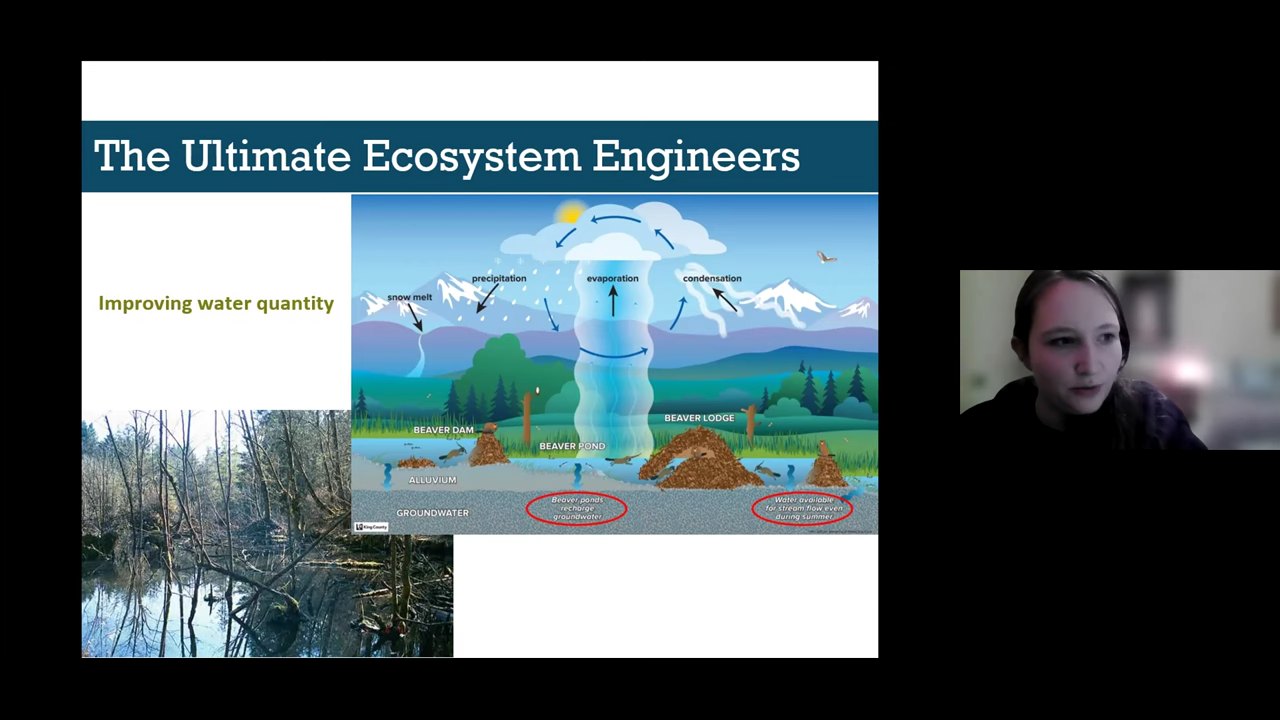 The Ultimate Ecosystem Engineers
Improving water quantity
precipitation
evaporation
condensation
snow melt
BEAVER LODGE
BEAVER DAM
BEAVER POND
ALLUVIUM
GROUNDWATER
Beaver ponds
recharge
groundwater
Water available
for stream flow even
during summer
King County